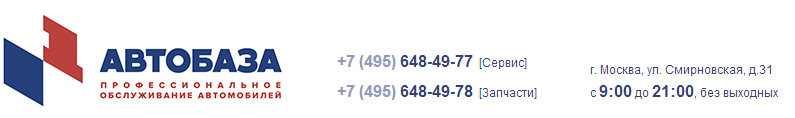 1 АВТОБАЗА
ПРОФЕССИОНАЛЬНОЕ
ОБСЛУЖИВАНИЕ АВТОМОБИЛЕЙ
+7 (495) 648-49-77 [Сервис]
+7 (495) 648-49-78 [Запчасти]
г. Москва, ул. Смирновская, д.31
с 9:00 до 21:00, без выходных